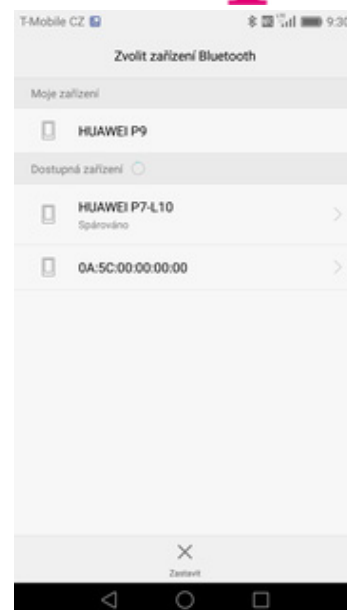 T-Mobile CZ 9:30
Zvolit zařízení Bluetooth
Moje zařízení
HUAWEI P9
Dostupná zařízení
HUAWEI P7-L10
Spárováno
0A:5C:00:00:00:00
Zastavit